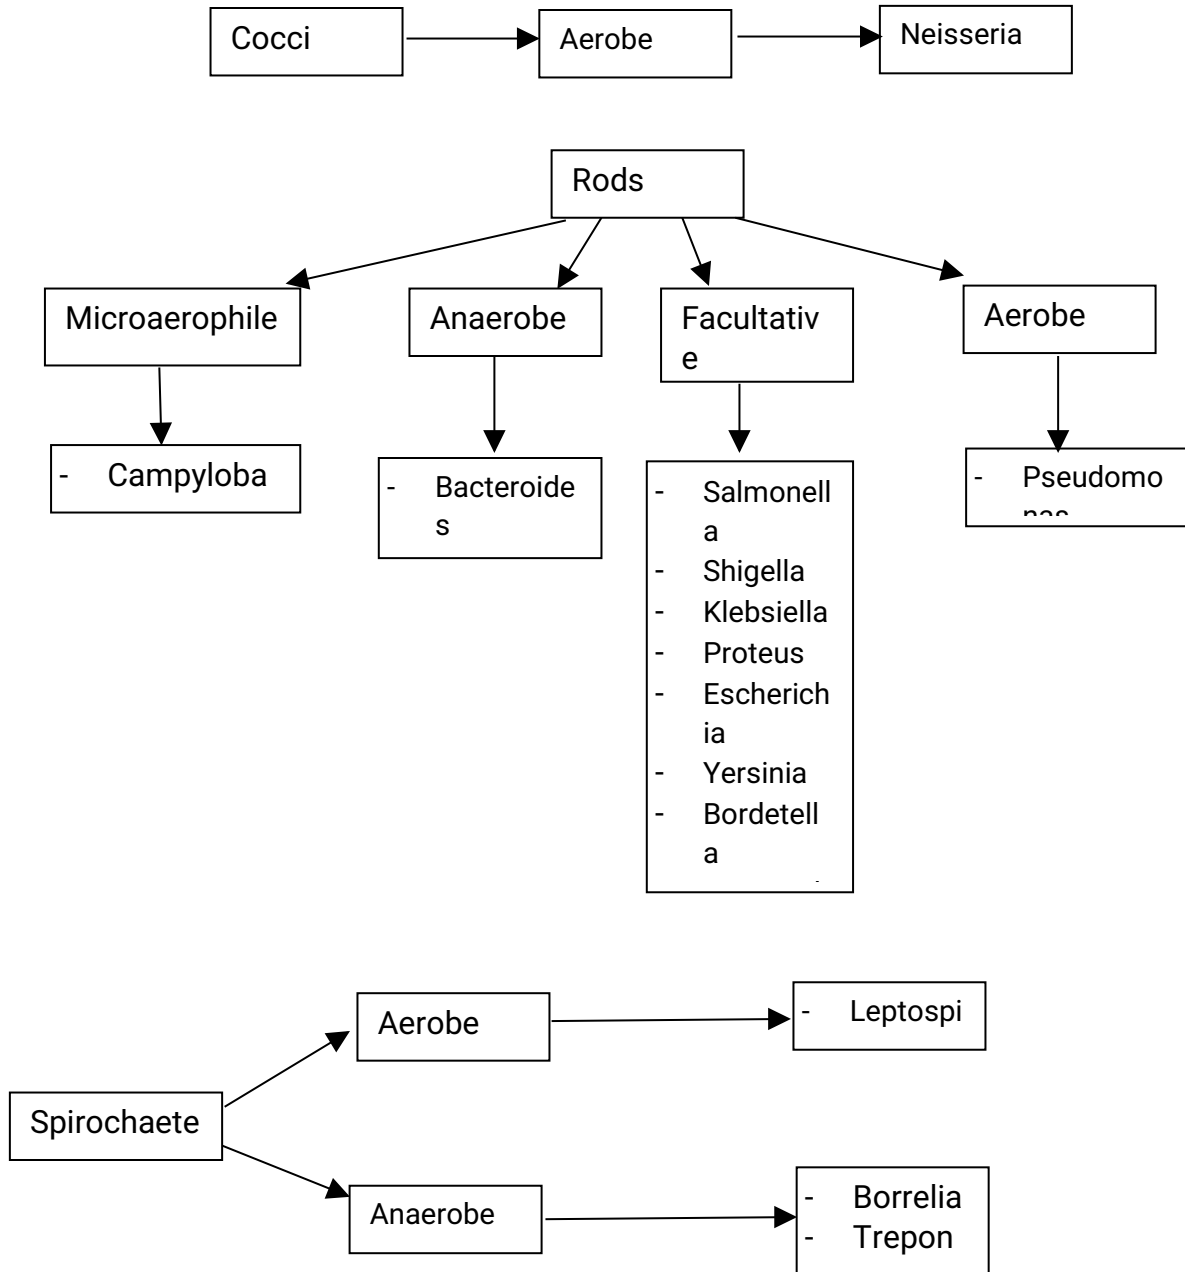 Cocci
Aerobe
Neisseria
Rods
Microaerophile
Anaerobe
Facultativ
e
Aerobe
- Campyloba
- Bacteroide
s
- Salmonell
a
- Shigella
- Klebsiella
- Proteus
- Escherich
ia
- Yersinia
- Bordetell
a
- Pseudomo
nas
Aerobe
- Leptospi
Spirochaete
Anaerobe
- Borrelia
- Trepon